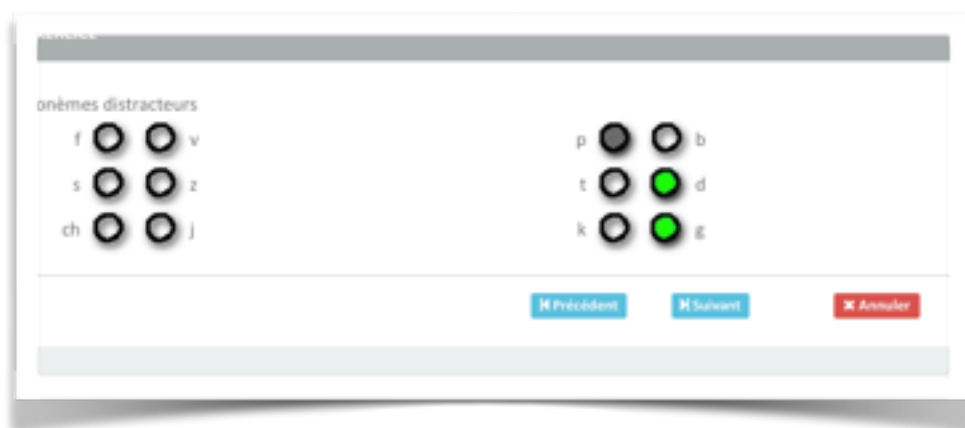 onèmes distracteurs
f v p b
s z t d
ch j k g
Précédent Suivant Annuler